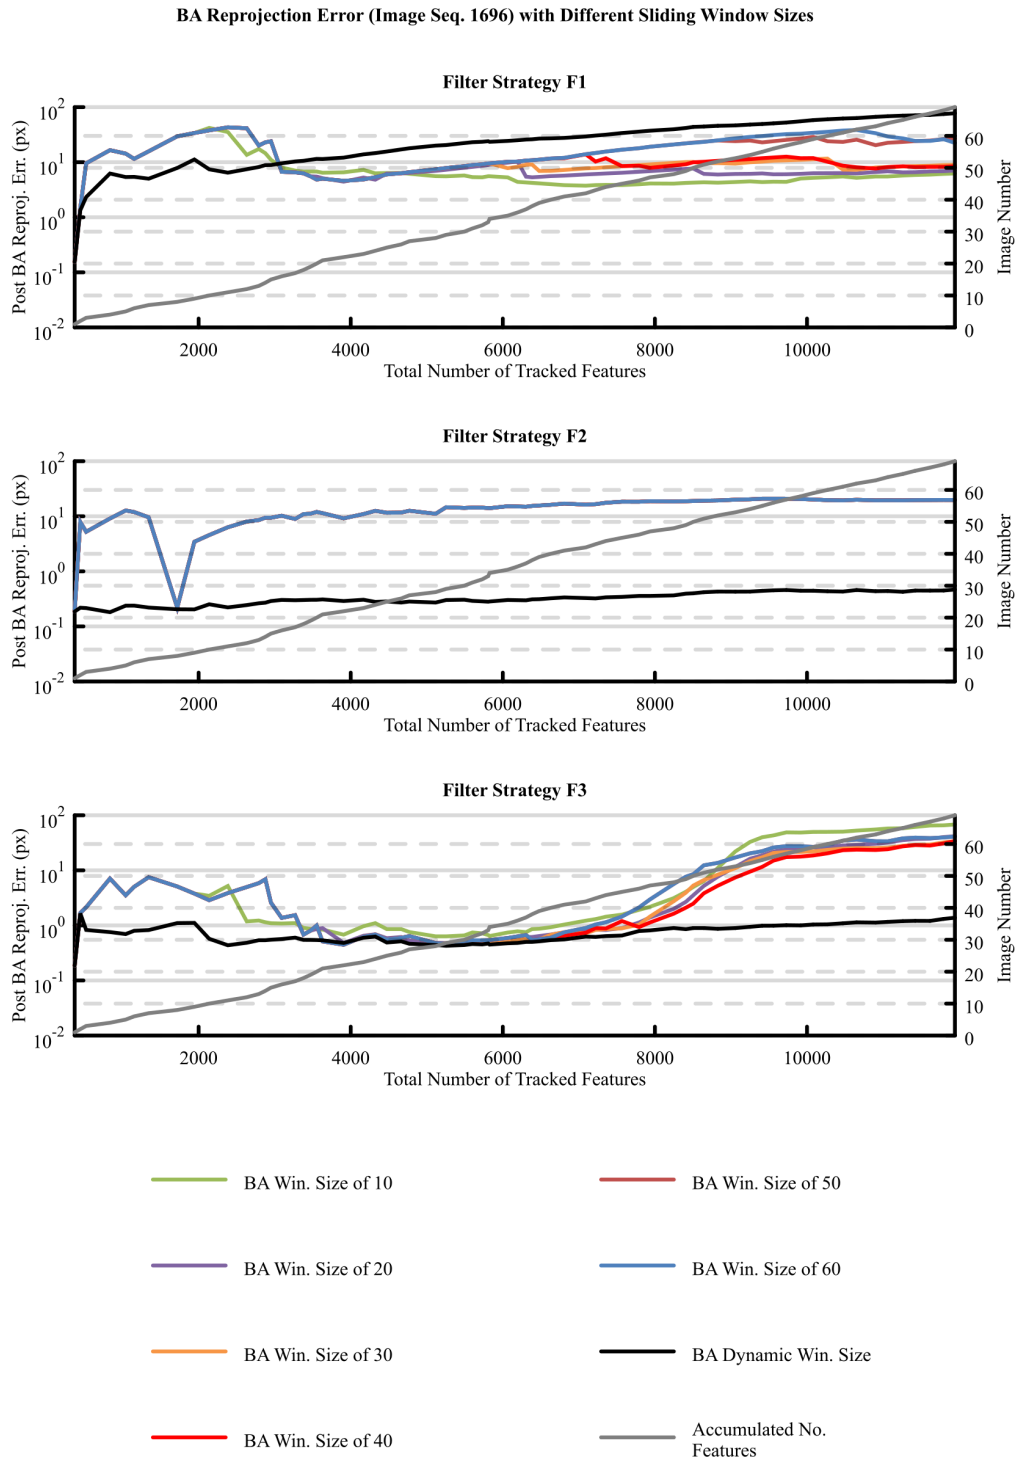 BA Reprojection Error (Image Seq. 1696) with Different Sliding Window Sizes
Filter Strategy F1
Post BA Reproj. Err. (px)
10^2
10^1
10^0
10^-1
10^-2
60
50
40
30
20
10
0
Image Number
2000 4000 6000 8000 10000
Total Number of Tracked Features
Filter Strategy F2
Post BA Reproj. Err. (px)
10^2
10^1
10^0
10^-1
10^-2
60
50
40
30
20
10
0
Image Number
2000 4000 6000 8000 10000
Total Number of Tracked Features
Filter Strategy F3
Post BA Reproj. Err. (px)
10^2
10^1
10^0
10^-1
10^-2
60
50
40
30
20
10
0
Image Number
2000 4000 6000 8000 10000
Total Number of Tracked Features
BA Win. Size of 10
BA Win. Size of 50
BA Win. Size of 20
BA Win. Size of 60
BA Win. Size of 30
BA Dynamic Win. Size
BA Win. Size of 40
Accumulated No.
Features